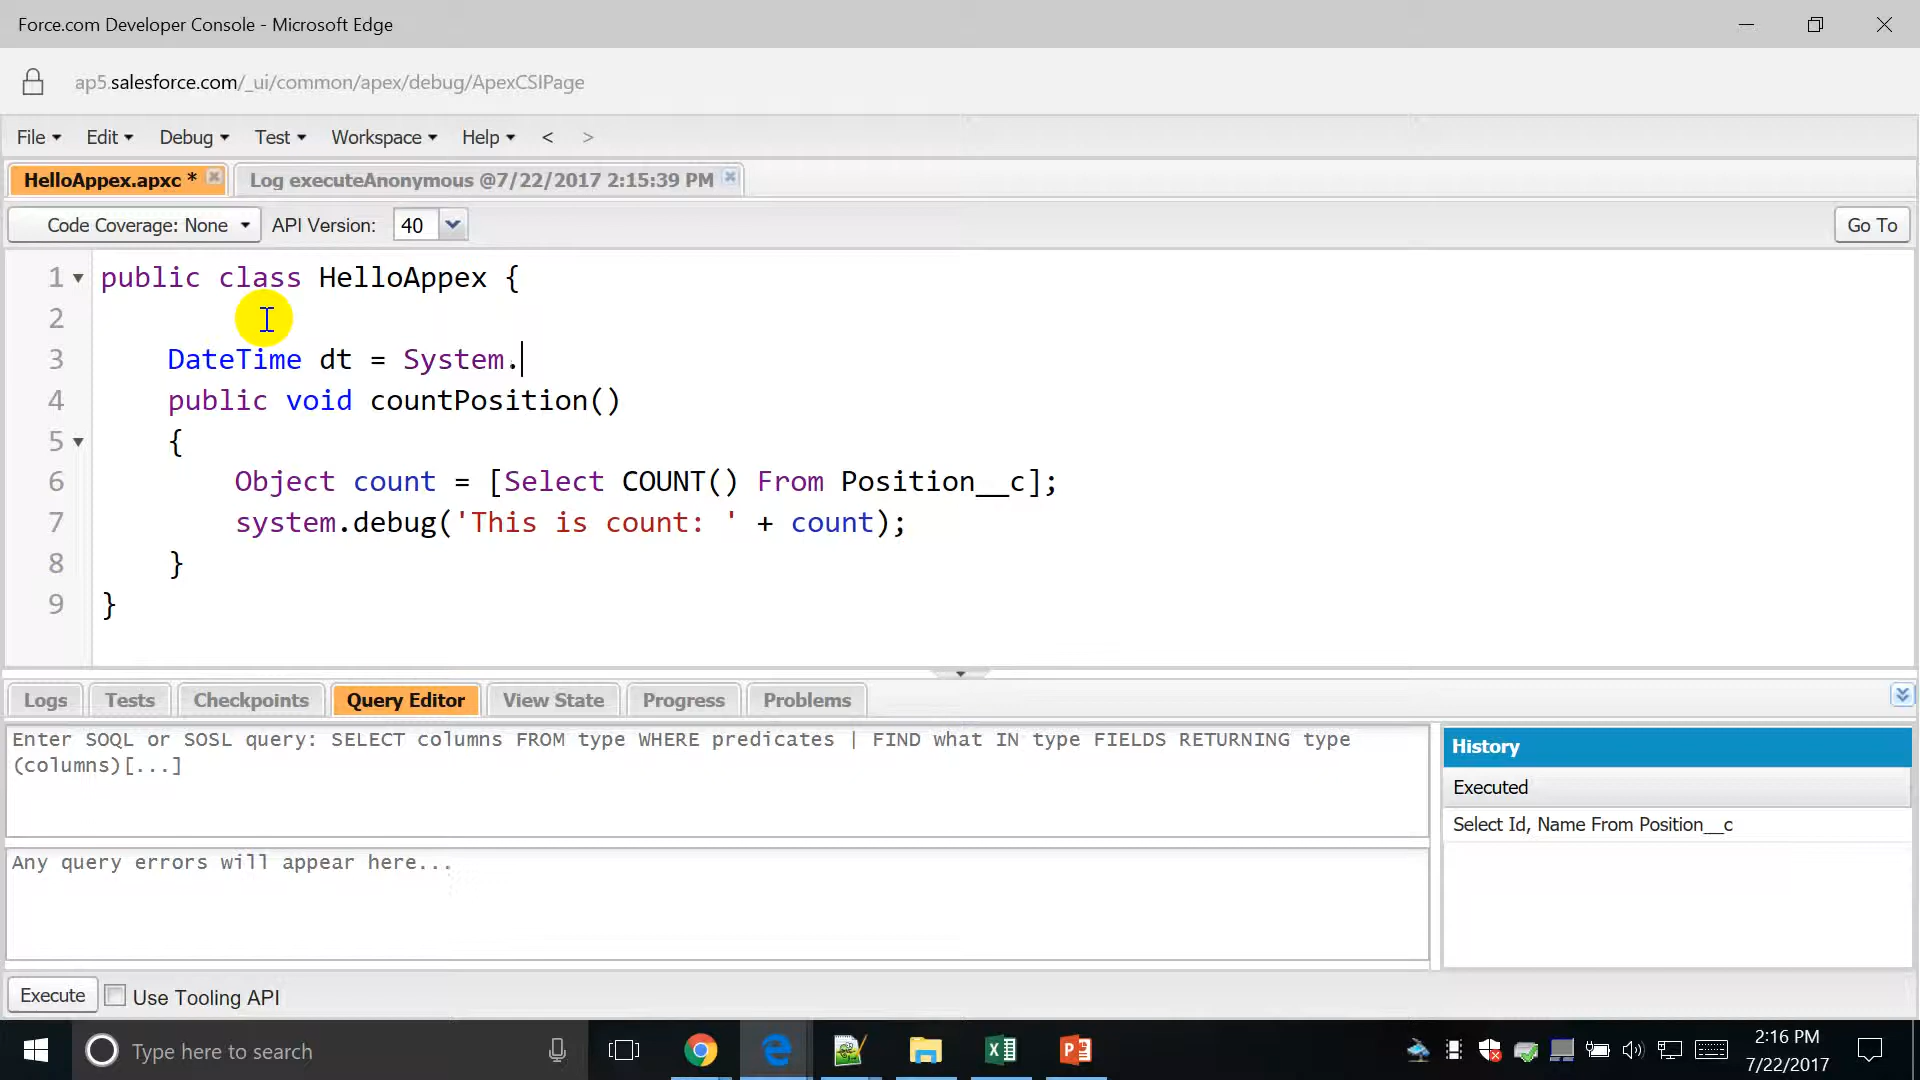 Force.com Developer Console - Microsoft Edge
ap5.salesforce.com/_ui/common/apex/debug/ApexCSIPage
File Edit Debug Test Workspace Help < >
HelloAppex.apxc * Log executeAnonymous @7/22/2017 2:15:39 PM
Code Coverage: None API Version: 40 Go To
1 public class HelloAppex {
2
3 DateTime dt = System.
4 public void countPosition()
5 {
6 Object count = [Select COUNT() From Position__c];
7 system.debug('This is count: ' + count);
8 }
9 }
Logs Tests Checkpoints Query Editor View State Progress Problems
Enter SOQL or SOSL query: SELECT columns FROM type WHERE predicates | FIND what IN type FIELDS RETURNING type
(columns)[...]
History
Executed
Select Id, Name From Position__c
Any query errors will appear here...
Execute Use Tooling API
Type here to search
2:16 PM
7/22/2017